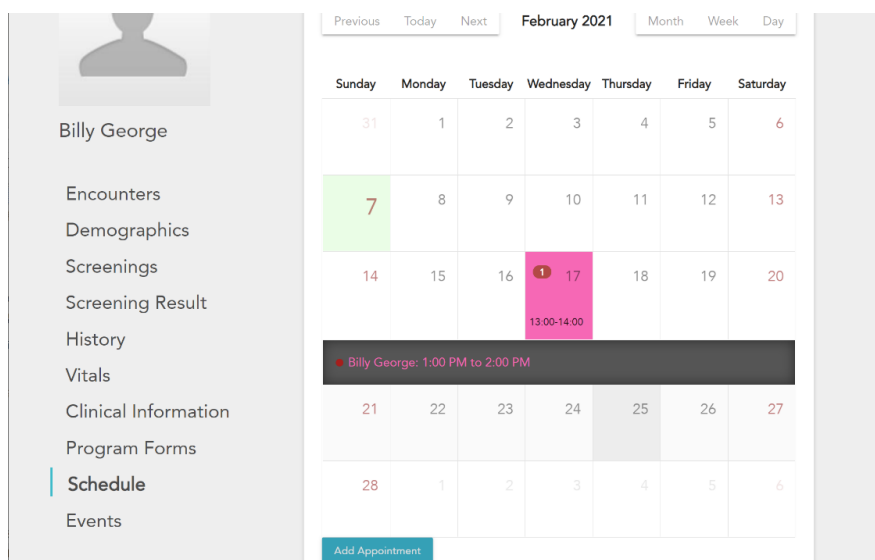 Previous Today Next February 2021 Month Week Day
Sunday Monday Tuesday Wednesday Thursday Friday Saturday
31 1 2 3 4 5 6
7 8 9 10 11 12 13
14 15 16 1 17 18 19 20
13:00-14:00
Billy George: 1:00 PM to 2:00 PM
21 22 23 24 25 26 27
28 1 2 3 4 5 6
Add Appointment
Billy George
Encounters
Demographics
Screenings
Screening Result
History
Vitals
Clinical Information
Program Forms
Schedule
Events